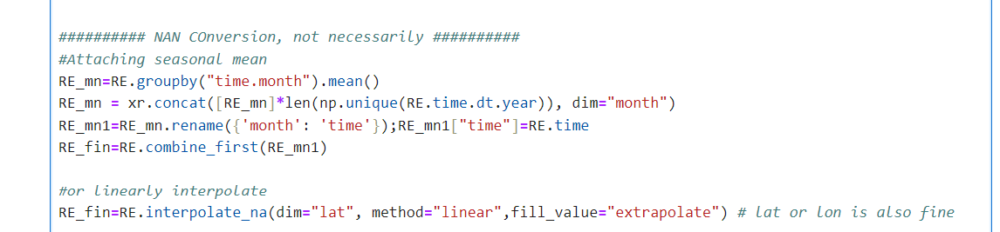 ########## NAN COnversion, not necessarily ##########
#Attaching seasonal mean
RE_mn=RE.groupby("time.month").mean()
RE_mn = xr.concat([RE_mn]*len(np.unique(RE.time.dt.year)), dim="month")
RE_mn1=RE_mn.rename({'month': 'time'});RE_mn1["time"]=RE.time
RE_fin=RE.combine_first(RE_mn1)
#or linearly interpolate
RE_fin=RE.interpolate_na(dim="lat", method="linear",fill_value="extrapolate") # lat or lon is also fine